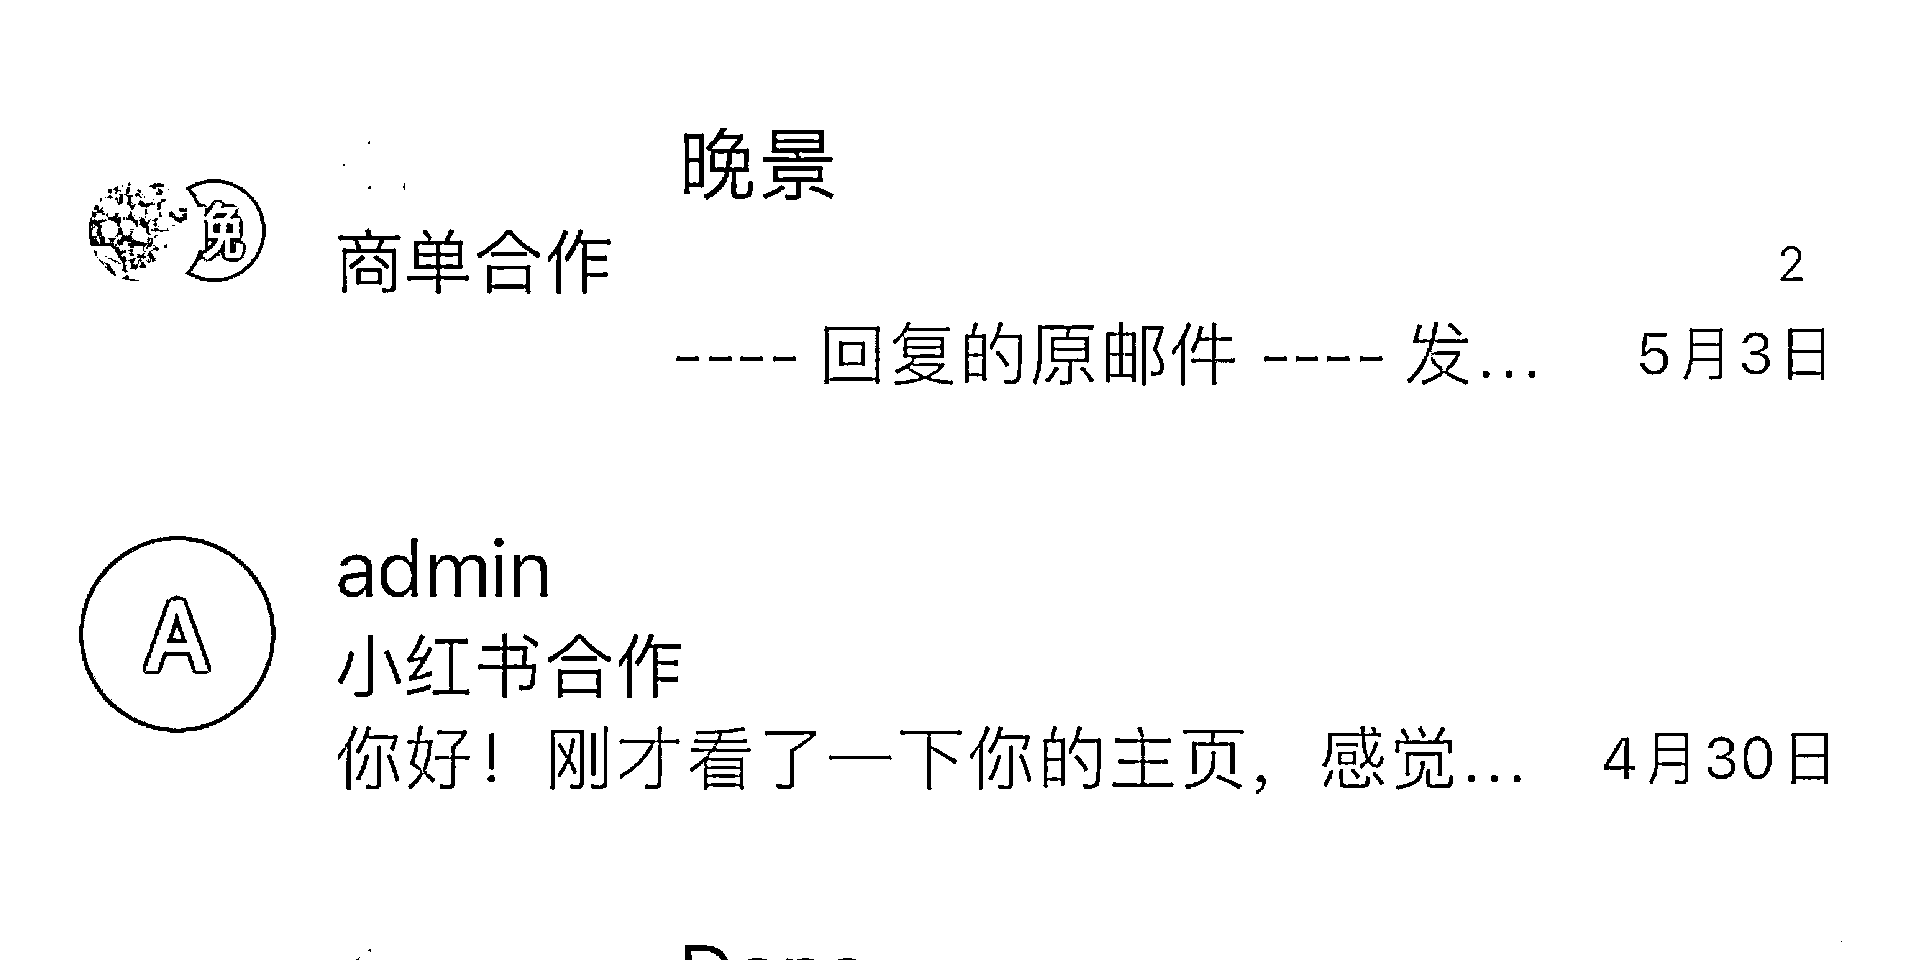 晚景
免
商单合作
2
---- 回复的原邮件 ---- 发... 5月3日
admin
A
小红书合作
你好！刚才看了一下你的主页，感觉... 4月30日